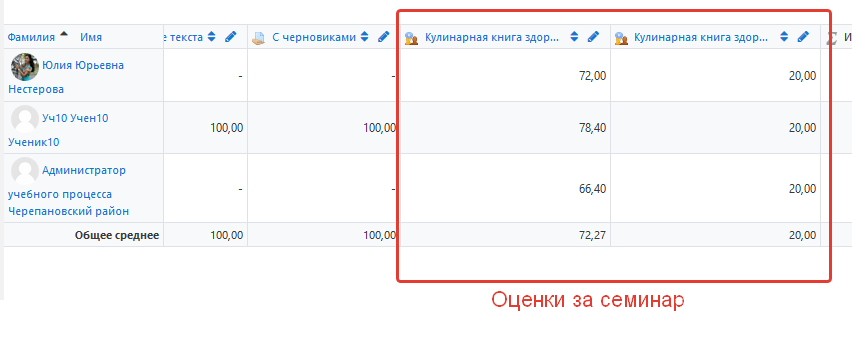 Фамилия Имя е текста С черновиками Кулинарная книга здор... Кулинарная книга здор... Σ И
Юлия Юрьевна
Нестерова - - 72,00 20,00
Уч10 Учен10
Ученик10 100,00 100,00 78,40 20,00
Администратор
учебного процесса
Черепановский район - - 66,40 20,00
Общее среднее 100,00 100,00 72,27 20,00
Оценки за семинар